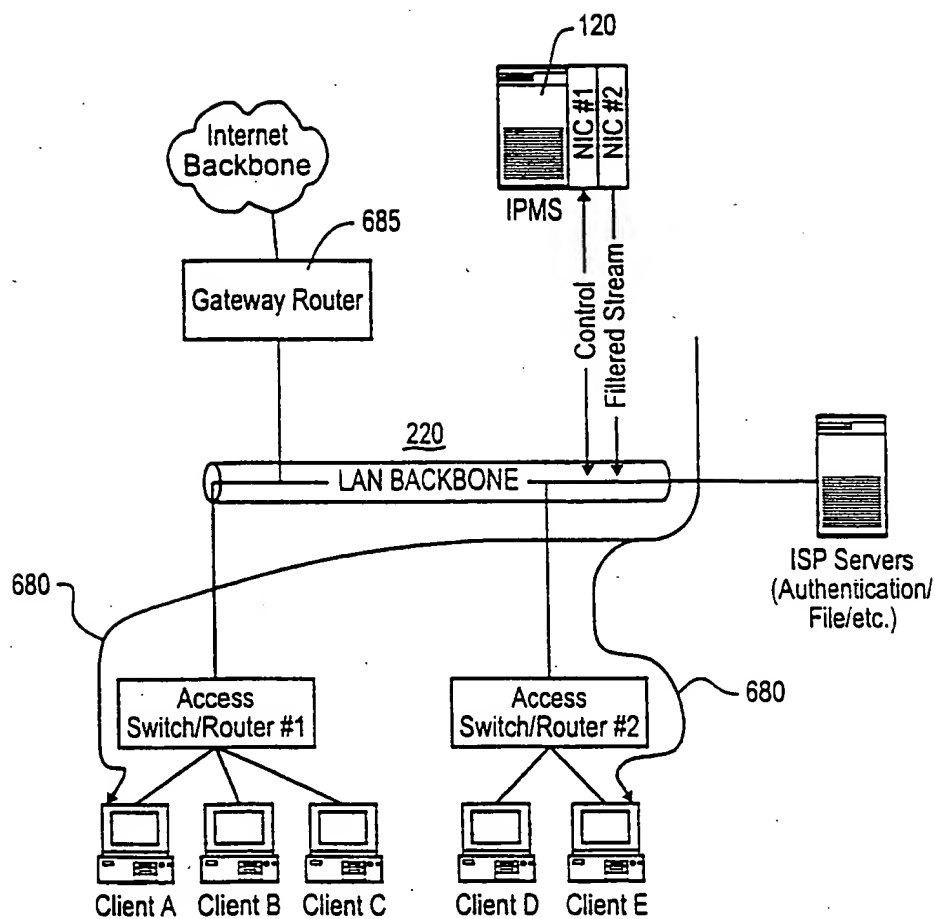 120
NIC #1
NIC #2
IPMS
Internet
Backbone
685
Gateway Router
Control
Filtered Stream
220
LAN BACKBONE
ISP Servers
(Authentication/
File/etc.)
680
680
Access
Switch/Router #1
Access
Switch/Router #2
Client A
Client B
Client C
Client D
Client E